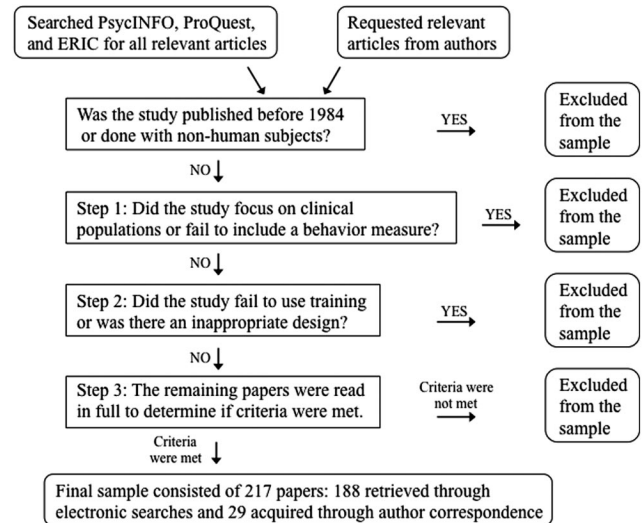 Searched PsycINFO, ProQuest,
and ERIC for all relevant articles
Requested relevant
articles from authors
Was the study published before 1984
or done with non-human subjects?
YES
Excluded
from the
sample
NO
Step 1: Did the study focus on clinical
populations or fail to include a behavior measure?
YES
Excluded
from the
sample
NO
Step 2: Did the study fail to use training
or was there an inappropriate design?
YES
Excluded
from the
sample
NO
Step 3: The remaining papers were read
in full to determine if criteria were met.
Criteria were
not met
Excluded
from the
sample
Criteria
were met
Final sample consisted of 217 papers: 188 retrieved through
electronic searches and 29 acquired through author correspondence